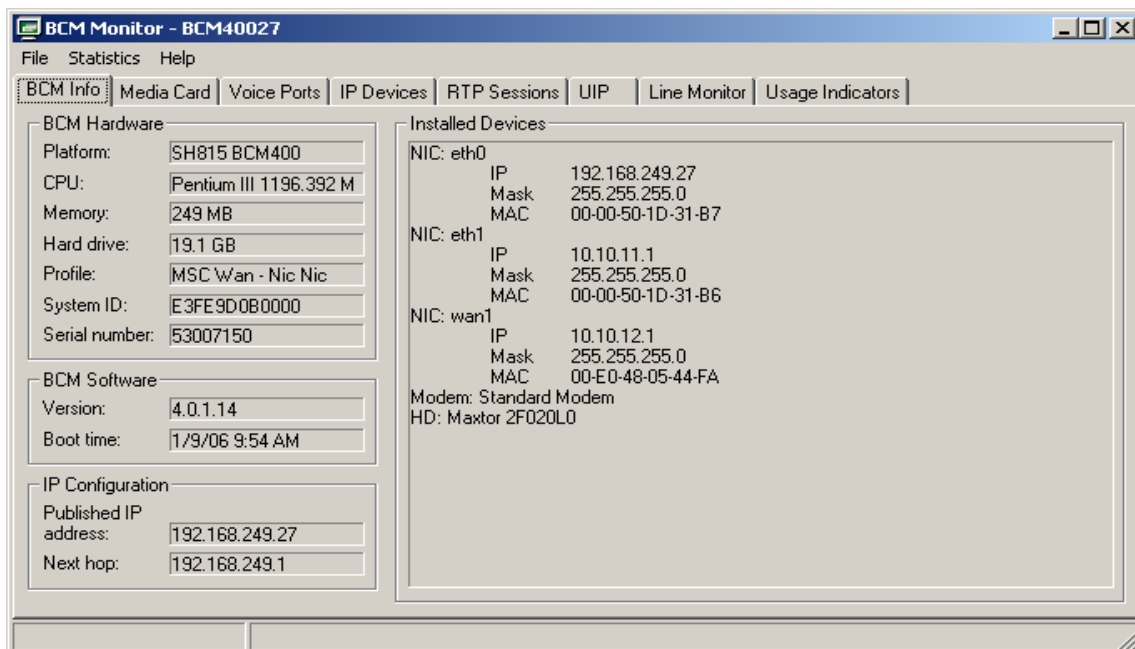 BCM Monitor - BCM40027
File Statistics Help
BCM Info Media Card Voice Ports IP Devices RTP Sessions UIP Line Monitor Usage Indicators
BCM Hardware
Platform: SH815 BCM400
CPU: Pentium III 1196.392 M
Memory: 249 MB
Hard drive: 19.1 GB
Profile: MSC Wan - Nic Nic
System ID: E3FE9D0B0000
Serial number: 53007150
BCM Software
Version: 4.0.1.14
Boot time: 1/9/06 9:54 AM
IP Configuration
Published IP
address: 192.168.249.27
Next hop: 192.168.249.1
Installed Devices
NIC: eth0
IP 192.168.249.27
Mask 255.255.255.0
MAC 00-00-50-1D-31-B7
NIC: eth1
IP 10.10.11.1
Mask 255.255.255.0
MAC 00-00-50-1D-31-B6
NIC: wan1
IP 10.10.12.1
Mask 255.255.255.0
MAC 00-E0-48-05-44-FA
Modem: Standard Modem
HD: Maxtor 2F020L0